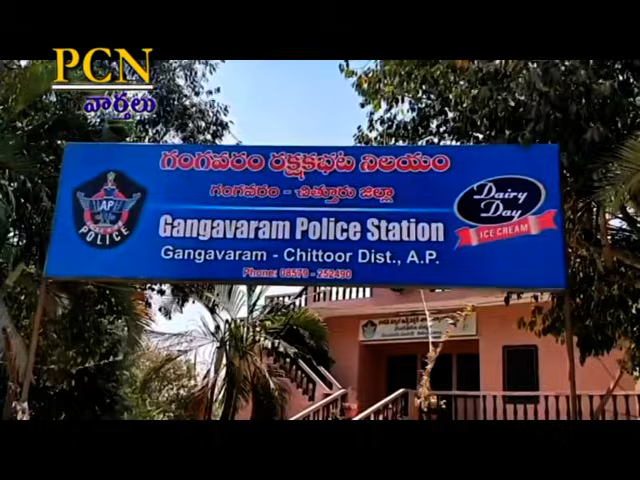 PCN
వార్తలు
గంగవరం రక్షకభట నిలయం
గంగవరం - చిత్తూరు జిల్లా
Gangavaram Police Station
Gangavaram - Chittoor Dist., A.P.
Phone: 08579 - 252490
POLICE
Dairy
Day
ICE CREAM